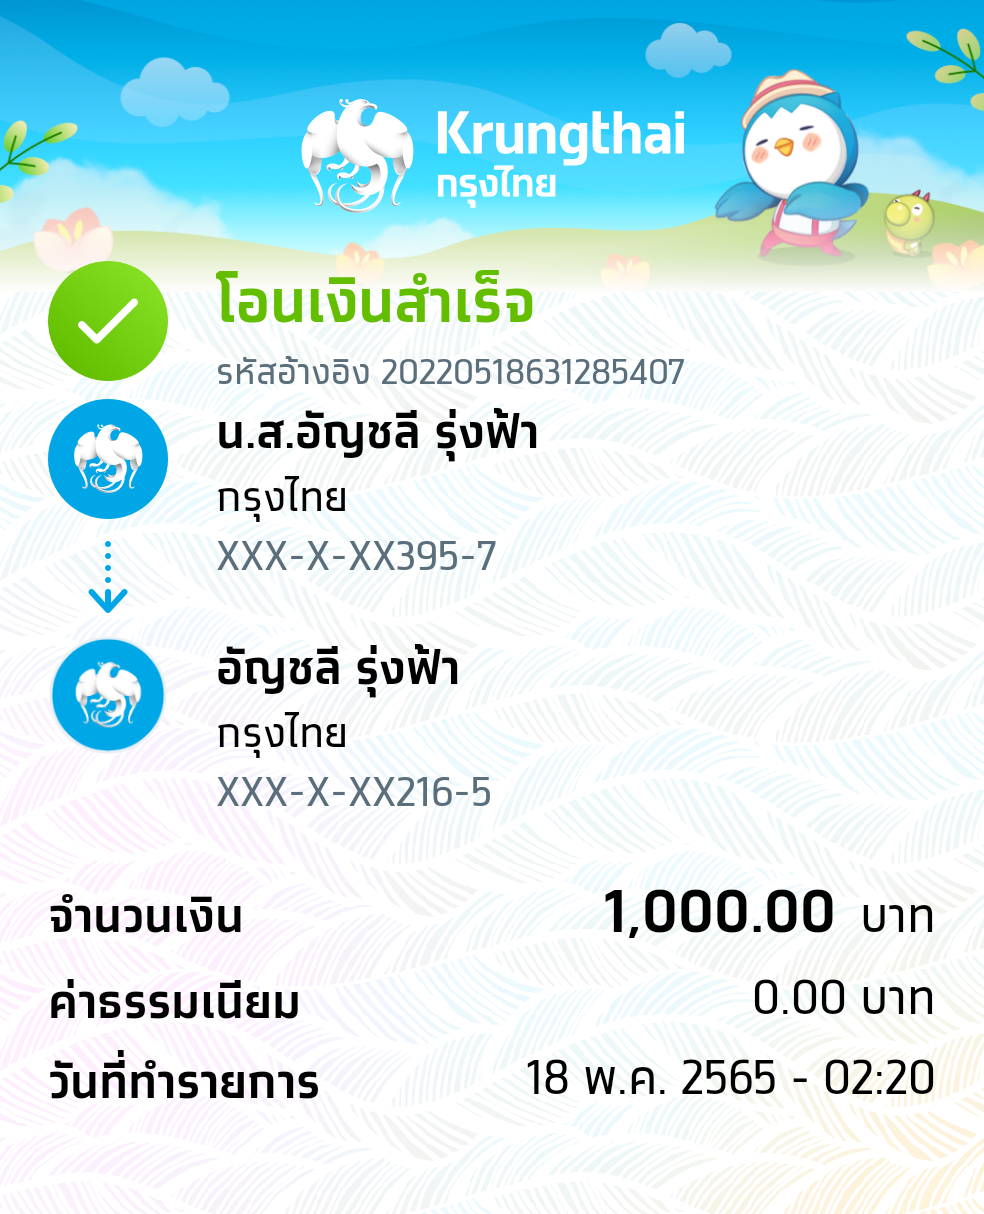 Krungthai
กรุงไทย
โอนเงินสำเร็จ
รหัสอ้างอิง 20220518631285407
น.ส.อัญชลี รุ่งฟ้า
กรุงไทย
XXX-X-XX395-7
อัญชลี รุ่งฟ้า
กรุงไทย
XXX-X-XX216-5
จำนวนเงิน 1,000.00 บาท
ค่าธรรมเนียม 0.00 บาท
วันที่ทำรายการ 18 พ.ค. 2565 - 02:20